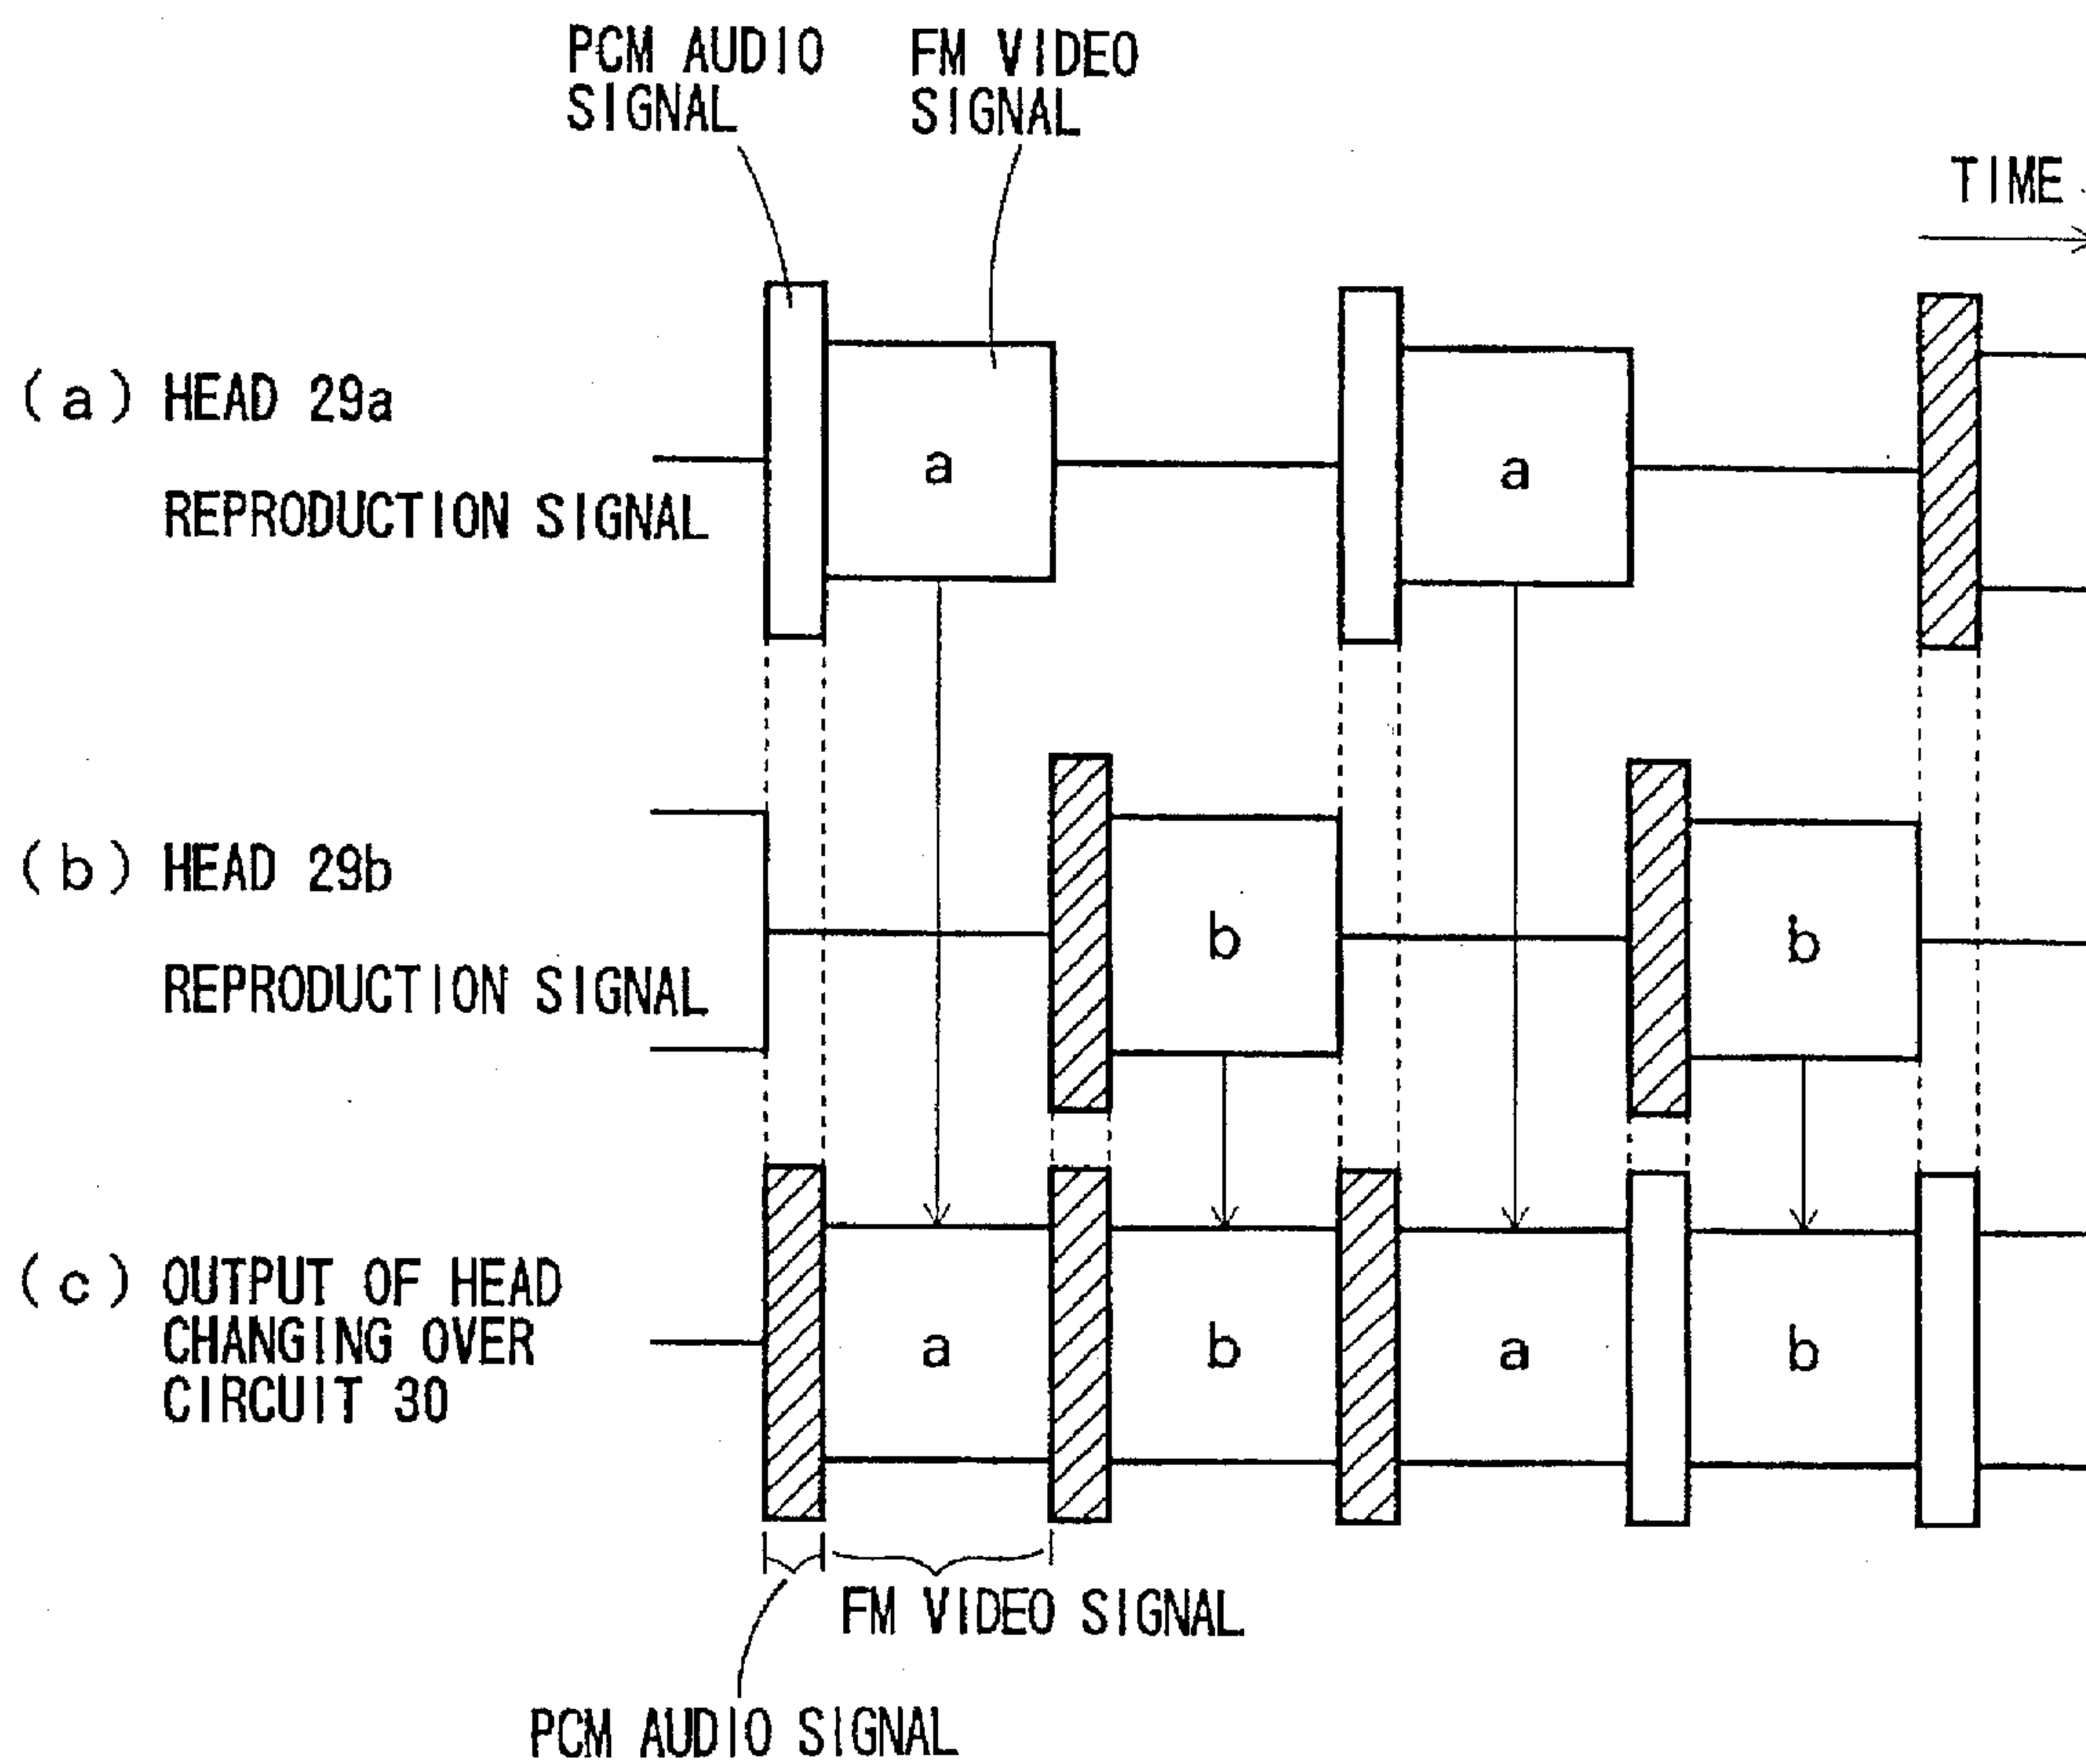 PCM AUDIO
SIGNAL
FM VIDEO
SIGNAL
TIME
(a) HEAD 29a
REPRODUCTION SIGNAL
a
a
(b) HEAD 29b
REPRODUCTION SIGNAL
b
b
(c) OUTPUT OF HEAD
CHANGING OVER
CIRCUIT 30
a
b
a
b
FM VIDEO SIGNAL
PCM AUDIO SIGNAL